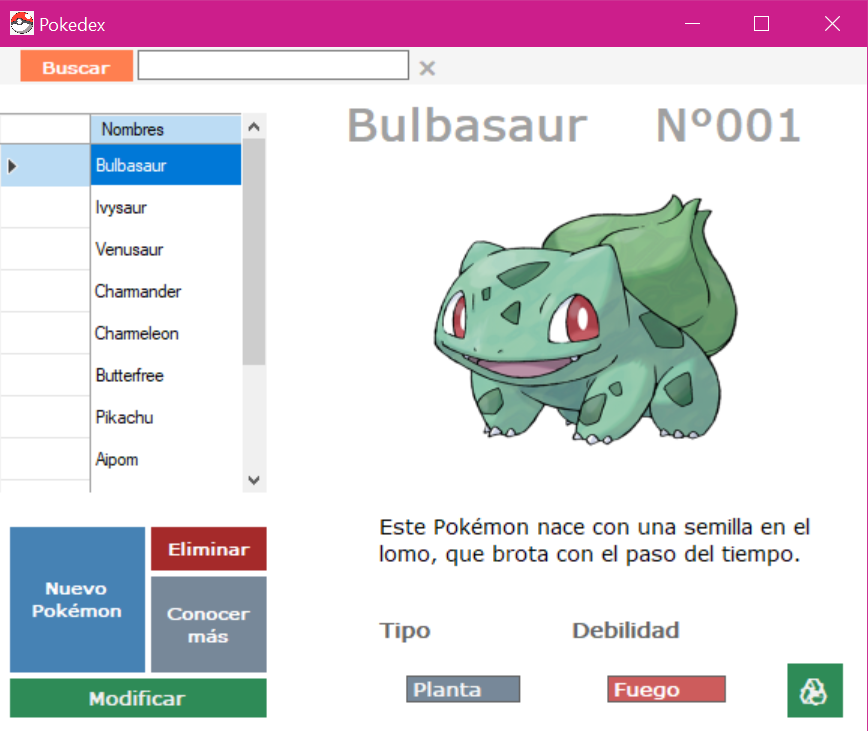 Pokedex
Buscar
Bulbasaur N°001
Nombres
Bulbasaur
Ivysaur
Venusaur
Charmander
Charmeleon
Butterfree
Pikachu
Aipom
Este Pokémon nace con una semilla en el
lomo, que brota con el paso del tiempo.
Nuevo
Pokémon
Eliminar
Conocer
más
Modificar
Tipo Debilidad
Planta Fuego